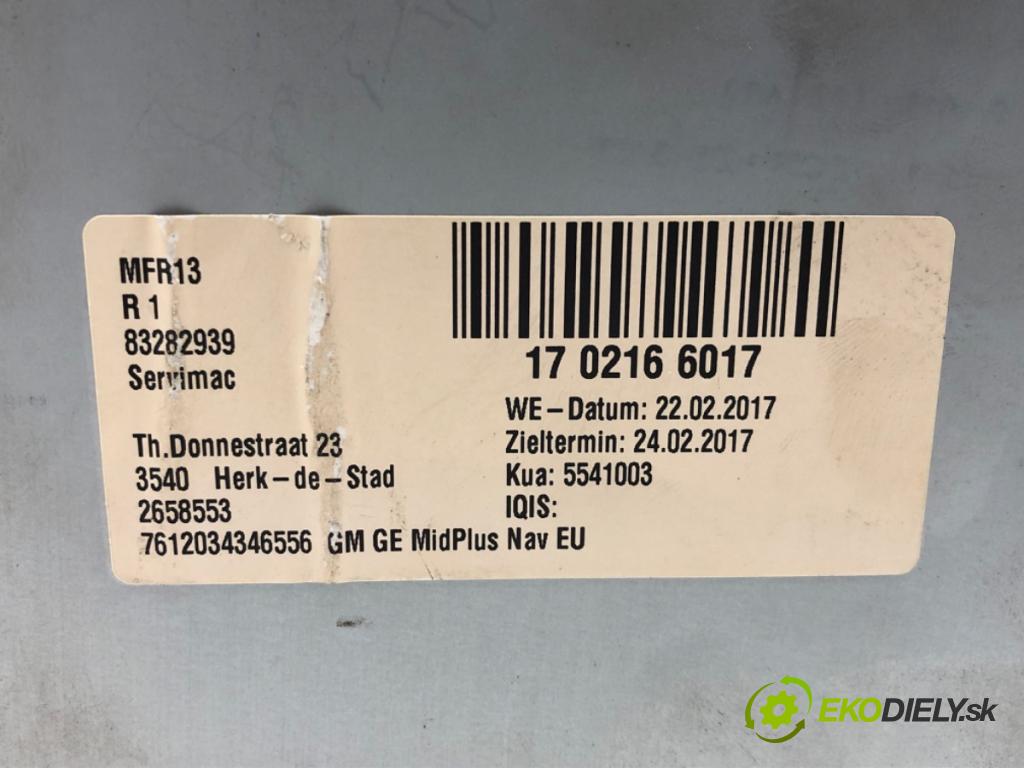 MFR13
R 1
83282939
Servimac
Th.Donnestraat 23
3540 Herk-de-Stad
2658553
7612034346556 GM GE MidPlus Nav EU
17 0216 6017
WE-Datum: 22.02.2017
Zieltermin: 24.02.2017
Kua: 5541003
IQIS:
EKODIELY.sk